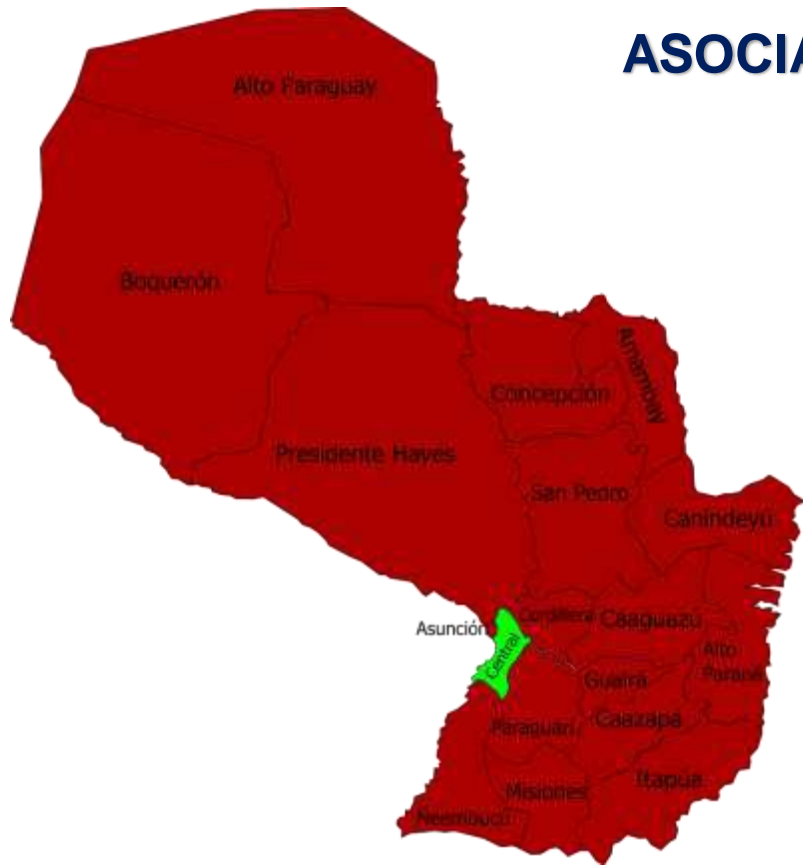 ASOCIA
Alto Paraguay
Boquerón
Amambay
Concepción
Presidente Hayes
San Pedro
Canindeyú
Cordillera
Caaguazú
Asunción
Central
Alto
Paraná
Guairá
Caazapá
Paraguarí
Itapúa
Misiones
Ñeembucú